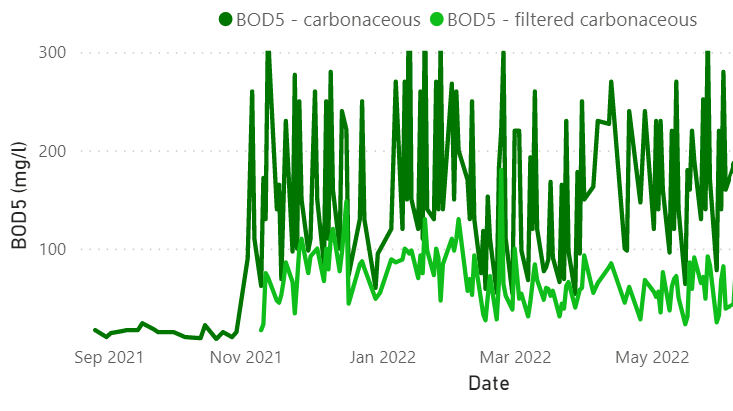 BOD5 - carbonaceous BOD5 - filtered carbonaceous
300
200
100
BOD5 (mg/l)
Sep 2021 Nov 2021 Jan 2022 Mar 2022 May 2022
Date